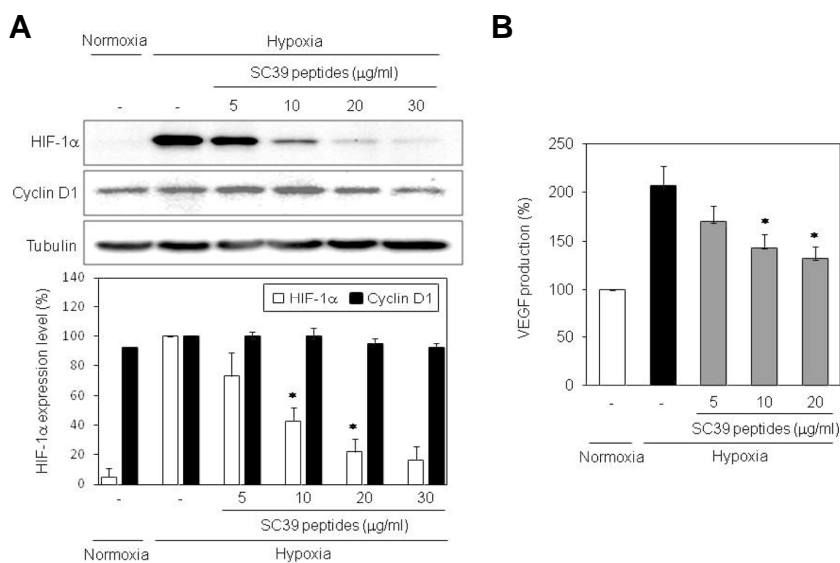 A
Normoxia
Hypoxia
SC39 peptides (μg/ml)
- - 5 10 20 30
HIF-1α
Cyclin D1
Tubulin
HIF-1α expression level (%)
140
120
100
80
60
40
20
0
HIF-1α Cyclin D1
*
*
- - 5 10 20 30
SC39 peptides (μg/ml)
Normoxia
Hypoxia
B
VEGF production (%)
250
200
150
100
50
0
* *
- - 5 10 20
SC39 peptides (μg/ml)
Normoxia
Hypoxia